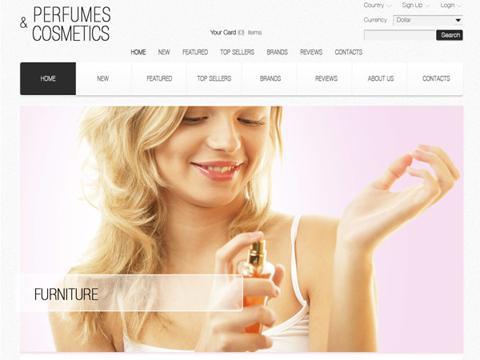 Country Sign Up Login
PERFUMES
& COSMETICS
Currency Dollar
Your Card (0) Items
Search
HOME NEW FEATURED TOP SELLERS BRANDS REVIEWS CONTACTS
HOME NEW FEATURED TOP SELLERS BRANDS REVIEWS ABOUT US CONTACTS
FURNITURE